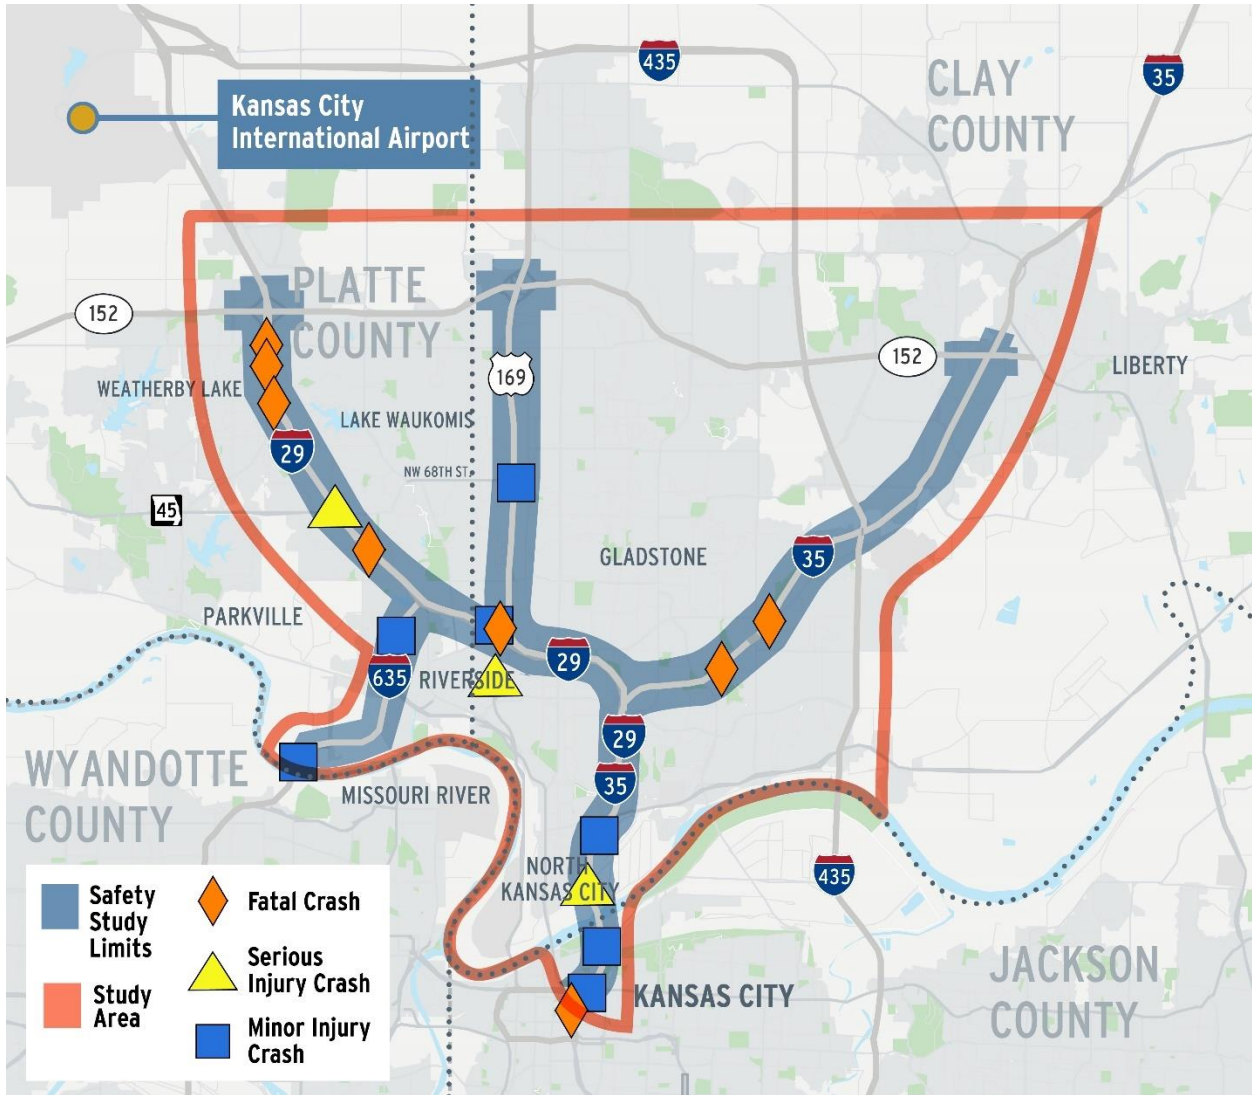 435
35
CLAY
COUNTY
Kansas City
International Airport
PLATTE
COUNTY
152
152
169
WEATHERBY LAKE
LAKE WAUKOMIS
LIBERTY
29
NW 68TH ST.
45
GLADSTONE
35
PARKVILLE
29
635
RIVERSIDE
29
35
WYANDOTTE
COUNTY
MISSOURI RIVER
NORTH
KANSAS CITY
435
KANSAS CITY
JACKSON
COUNTY
Safety
Study
Limits
Study
Area
Fatal Crash
Serious
Injury Crash
Minor Injury
Crash